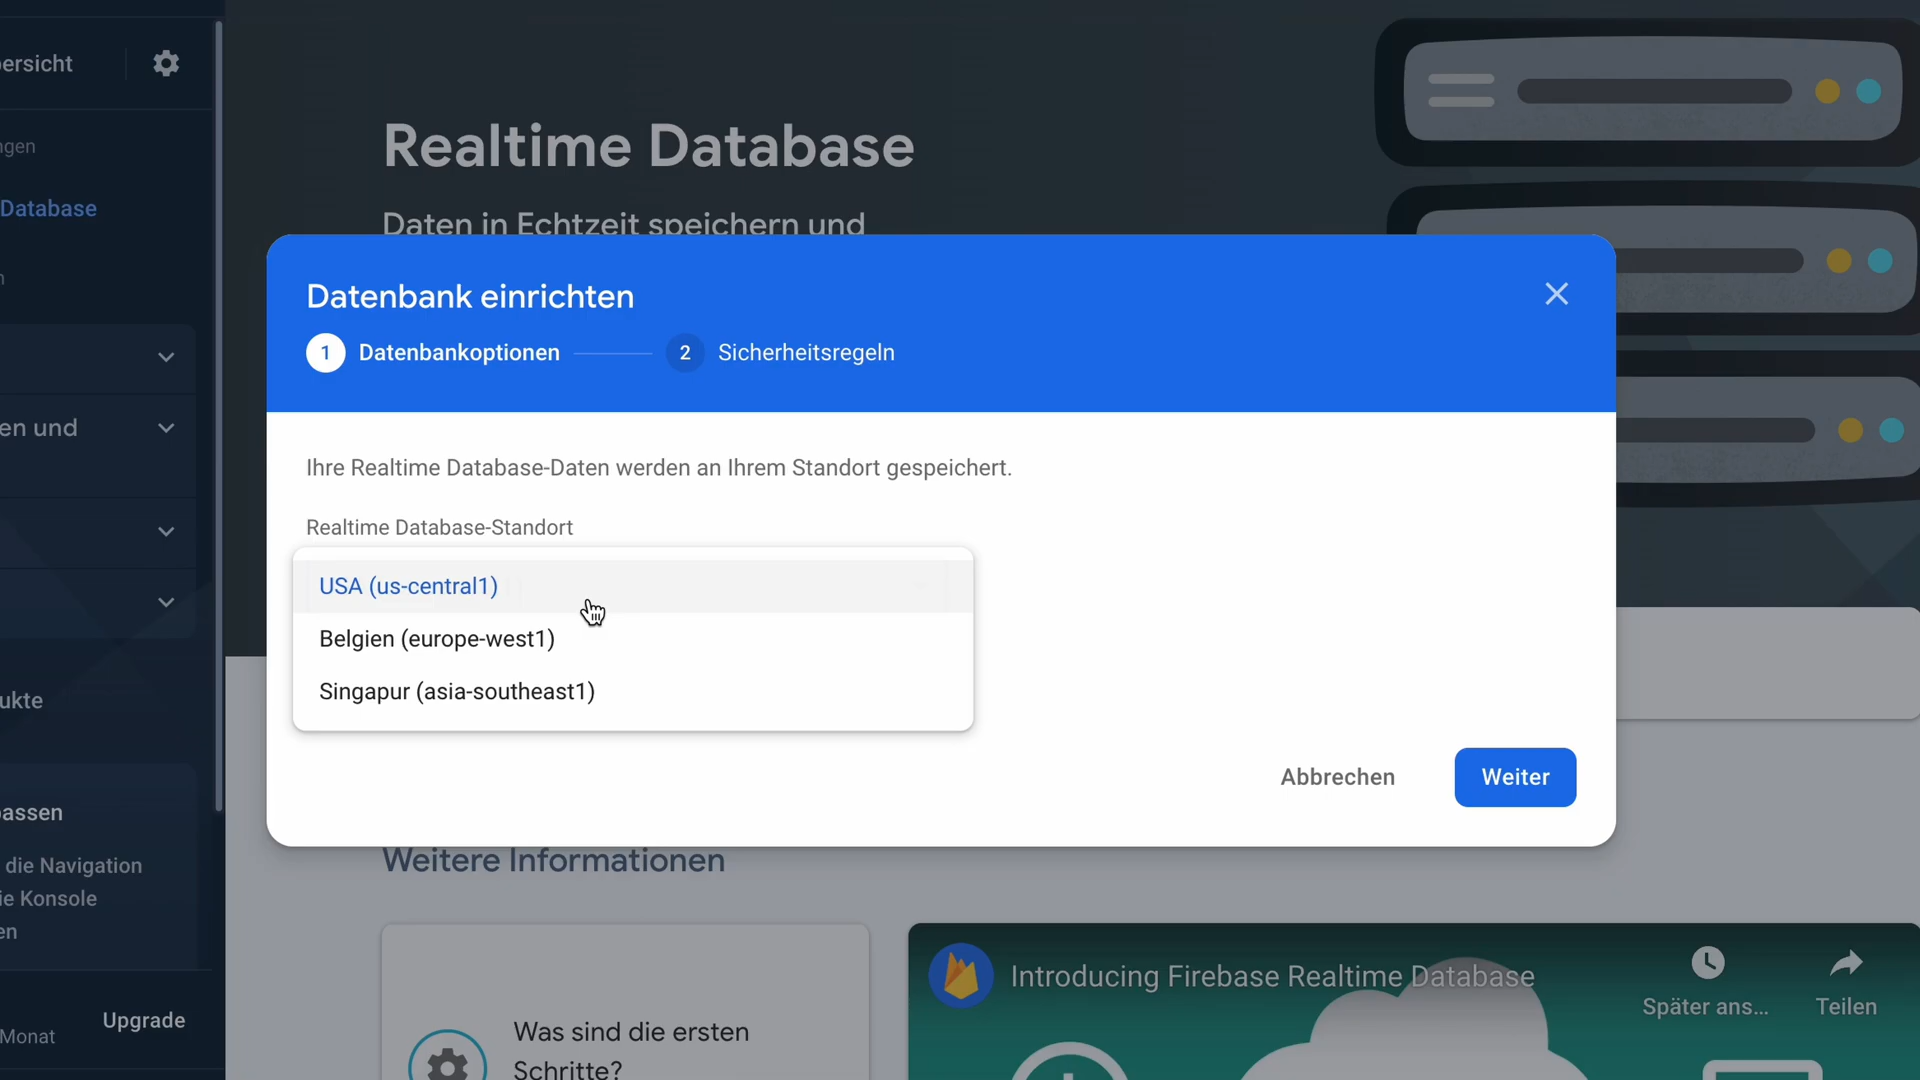 ersicht
ngen
Database
en und
ukte
assen
die Navigation
ie Konsole
en
Monat
Upgrade
Realtime Database
Daten in Echtzeit speichern und
Datenbank einrichten
1 Datenbankoptionen 2 Sicherheitsregeln
Ihre Realtime Database-Daten werden an Ihrem Standort gespeichert.
Realtime Database-Standort
USA (us-central1)
Belgien (europe-west1)
Singapur (asia-southeast1)
Abbrechen Weiter
Weitere Informationen
Was sind die ersten
Schritte?
Introducing Firebase Realtime Database
Später ans...
Teilen